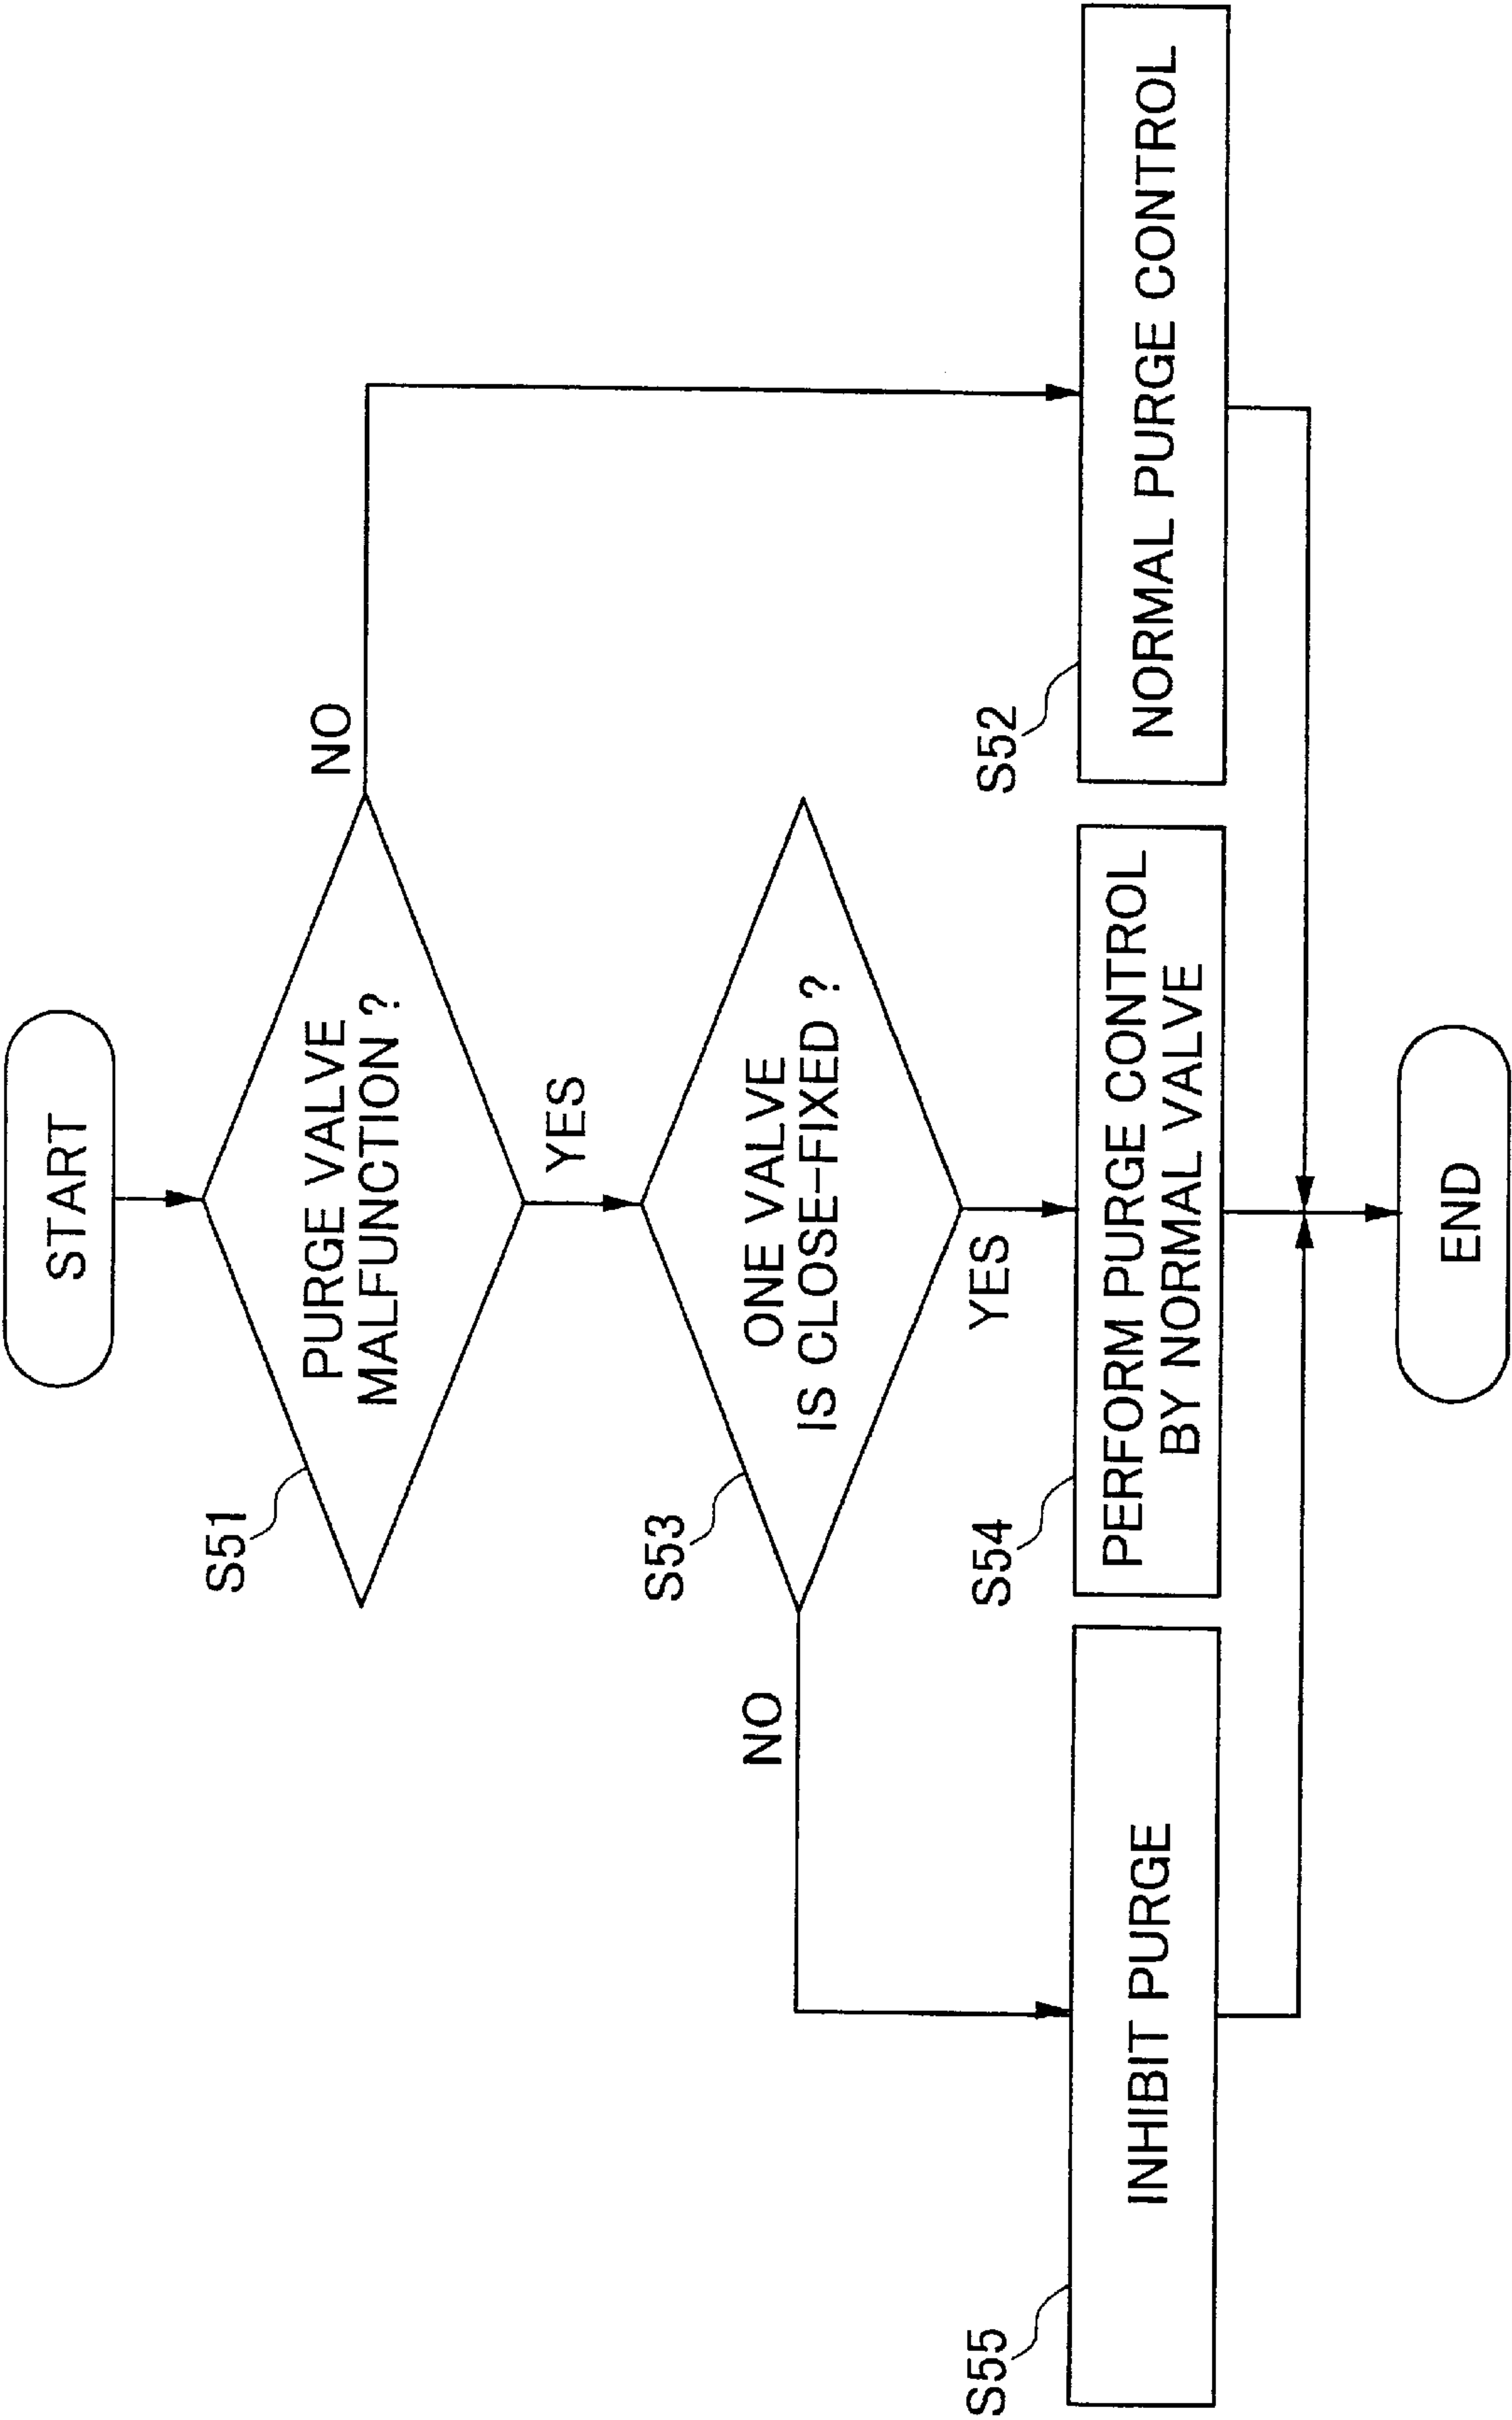 START
S51
PURGE VALVE
MALFUNCTION ?
NO
YES
S53
ONE VALVE
IS CLOSE-FIXED ?
NO
YES
S55
INHIBIT PURGE
S54
PERFORM PURGE CONTROL
BY NORMAL VALVE
S52
NORMAL PURGE CONTROL
END